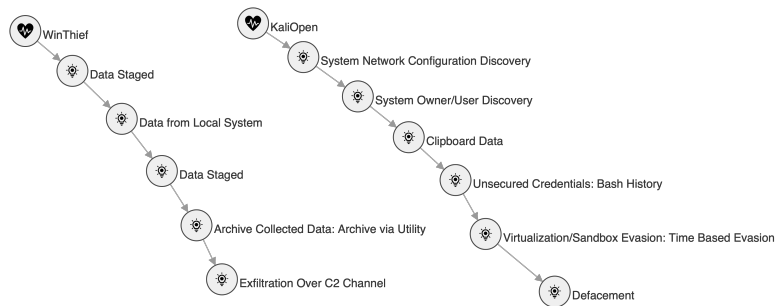 WinThief
Data Staged
Data from Local System
Data Staged
Archive Collected Data: Archive via Utility
Exfiltration Over C2 Channel
KaliOpen
System Network Configuration Discovery
System Owner/User Discovery
Clipboard Data
Unsecured Credentials: Bash History
Virtualization/Sandbox Evasion: Time Based Evasion
Defacement